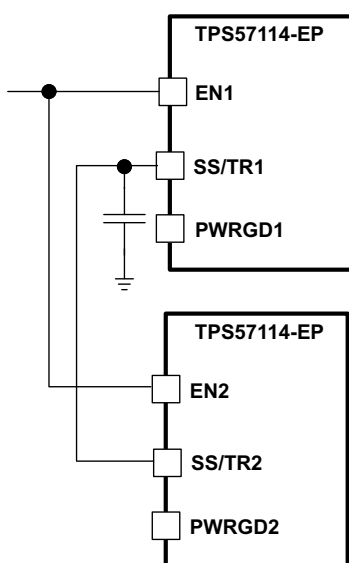 TPS57114-EP
EN1
SS/TR1
PWRGD1
TPS57114-EP
EN2
SS/TR2
PWRGD2